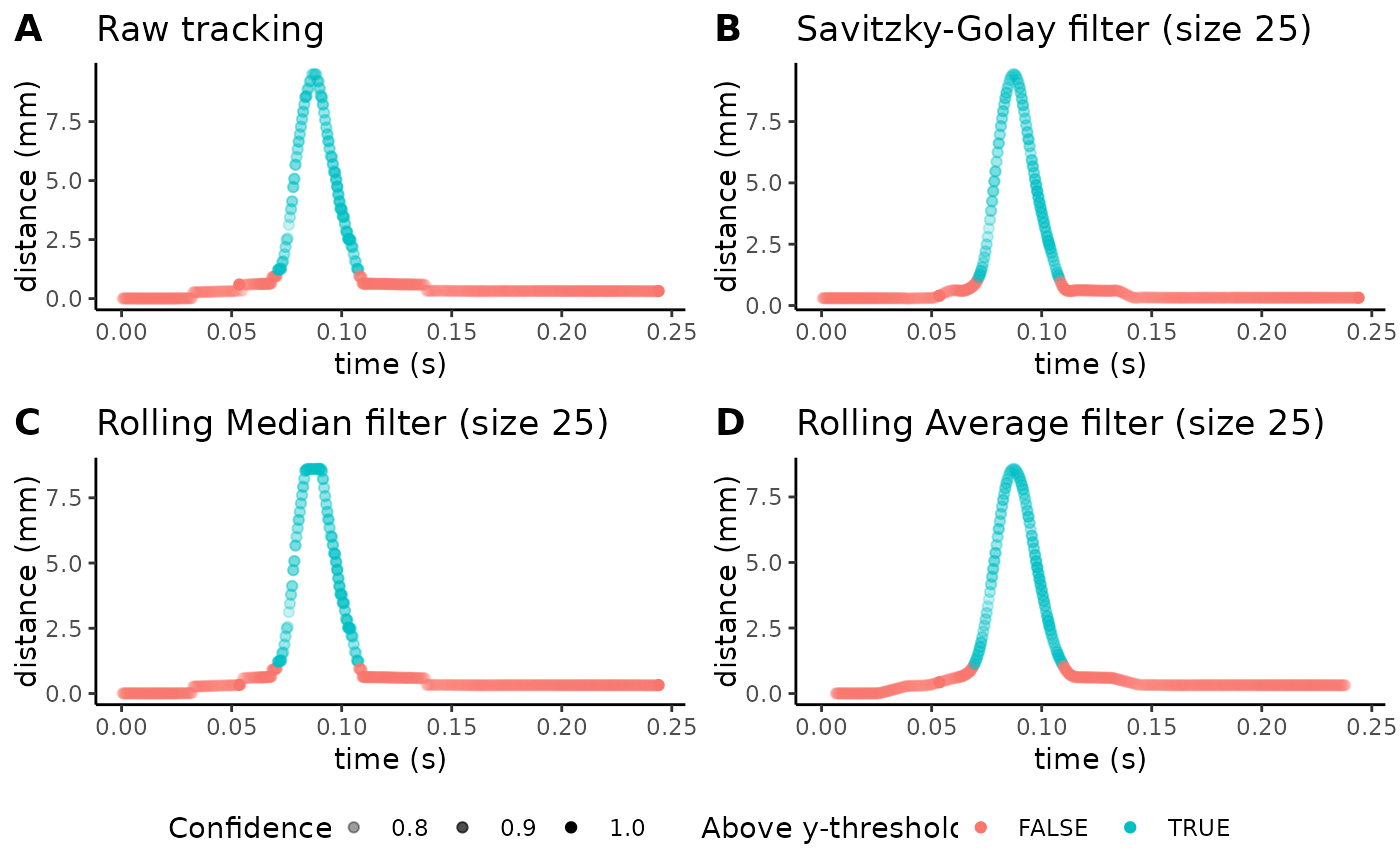 A Raw tracking
distance (mm)
7.5
5.0
2.5
0.0
0.00 0.05 0.10 0.15 0.20 0.25
time (s)
B Savitzky-Golay filter (size 25)
distance (mm)
7.5
5.0
2.5
0.0
0.00 0.05 0.10 0.15 0.20 0.25
time (s)
C Rolling Median filter (size 25)
distance (mm)
7.5
5.0
2.5
0.0
0.00 0.05 0.10 0.15 0.20 0.25
time (s)
D Rolling Average filter (size 25)
distance (mm)
7.5
5.0
2.5
0.0
0.00 0.05 0.10 0.15 0.20 0.25
time (s)
Confidence 0.8 0.9 1.0 Above y-threshold FALSE TRUE